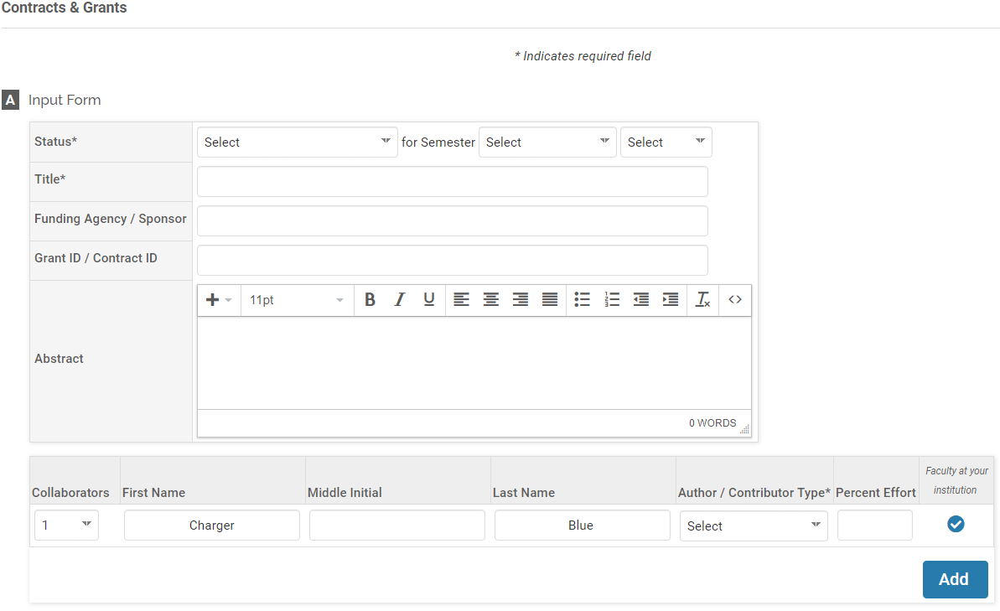 Contracts & Grants
* Indicates required field
A Input Form
Status* Select for Semester Select Select
Title*
Funding Agency / Sponsor
Grant ID / Contract ID
11pt B I U
Abstract
0 WORDS
Collaborators First Name Middle Initial Last Name Author / Contributor Type* Percent Effort Faculty at your institution
1 Charger Blue Select
Add